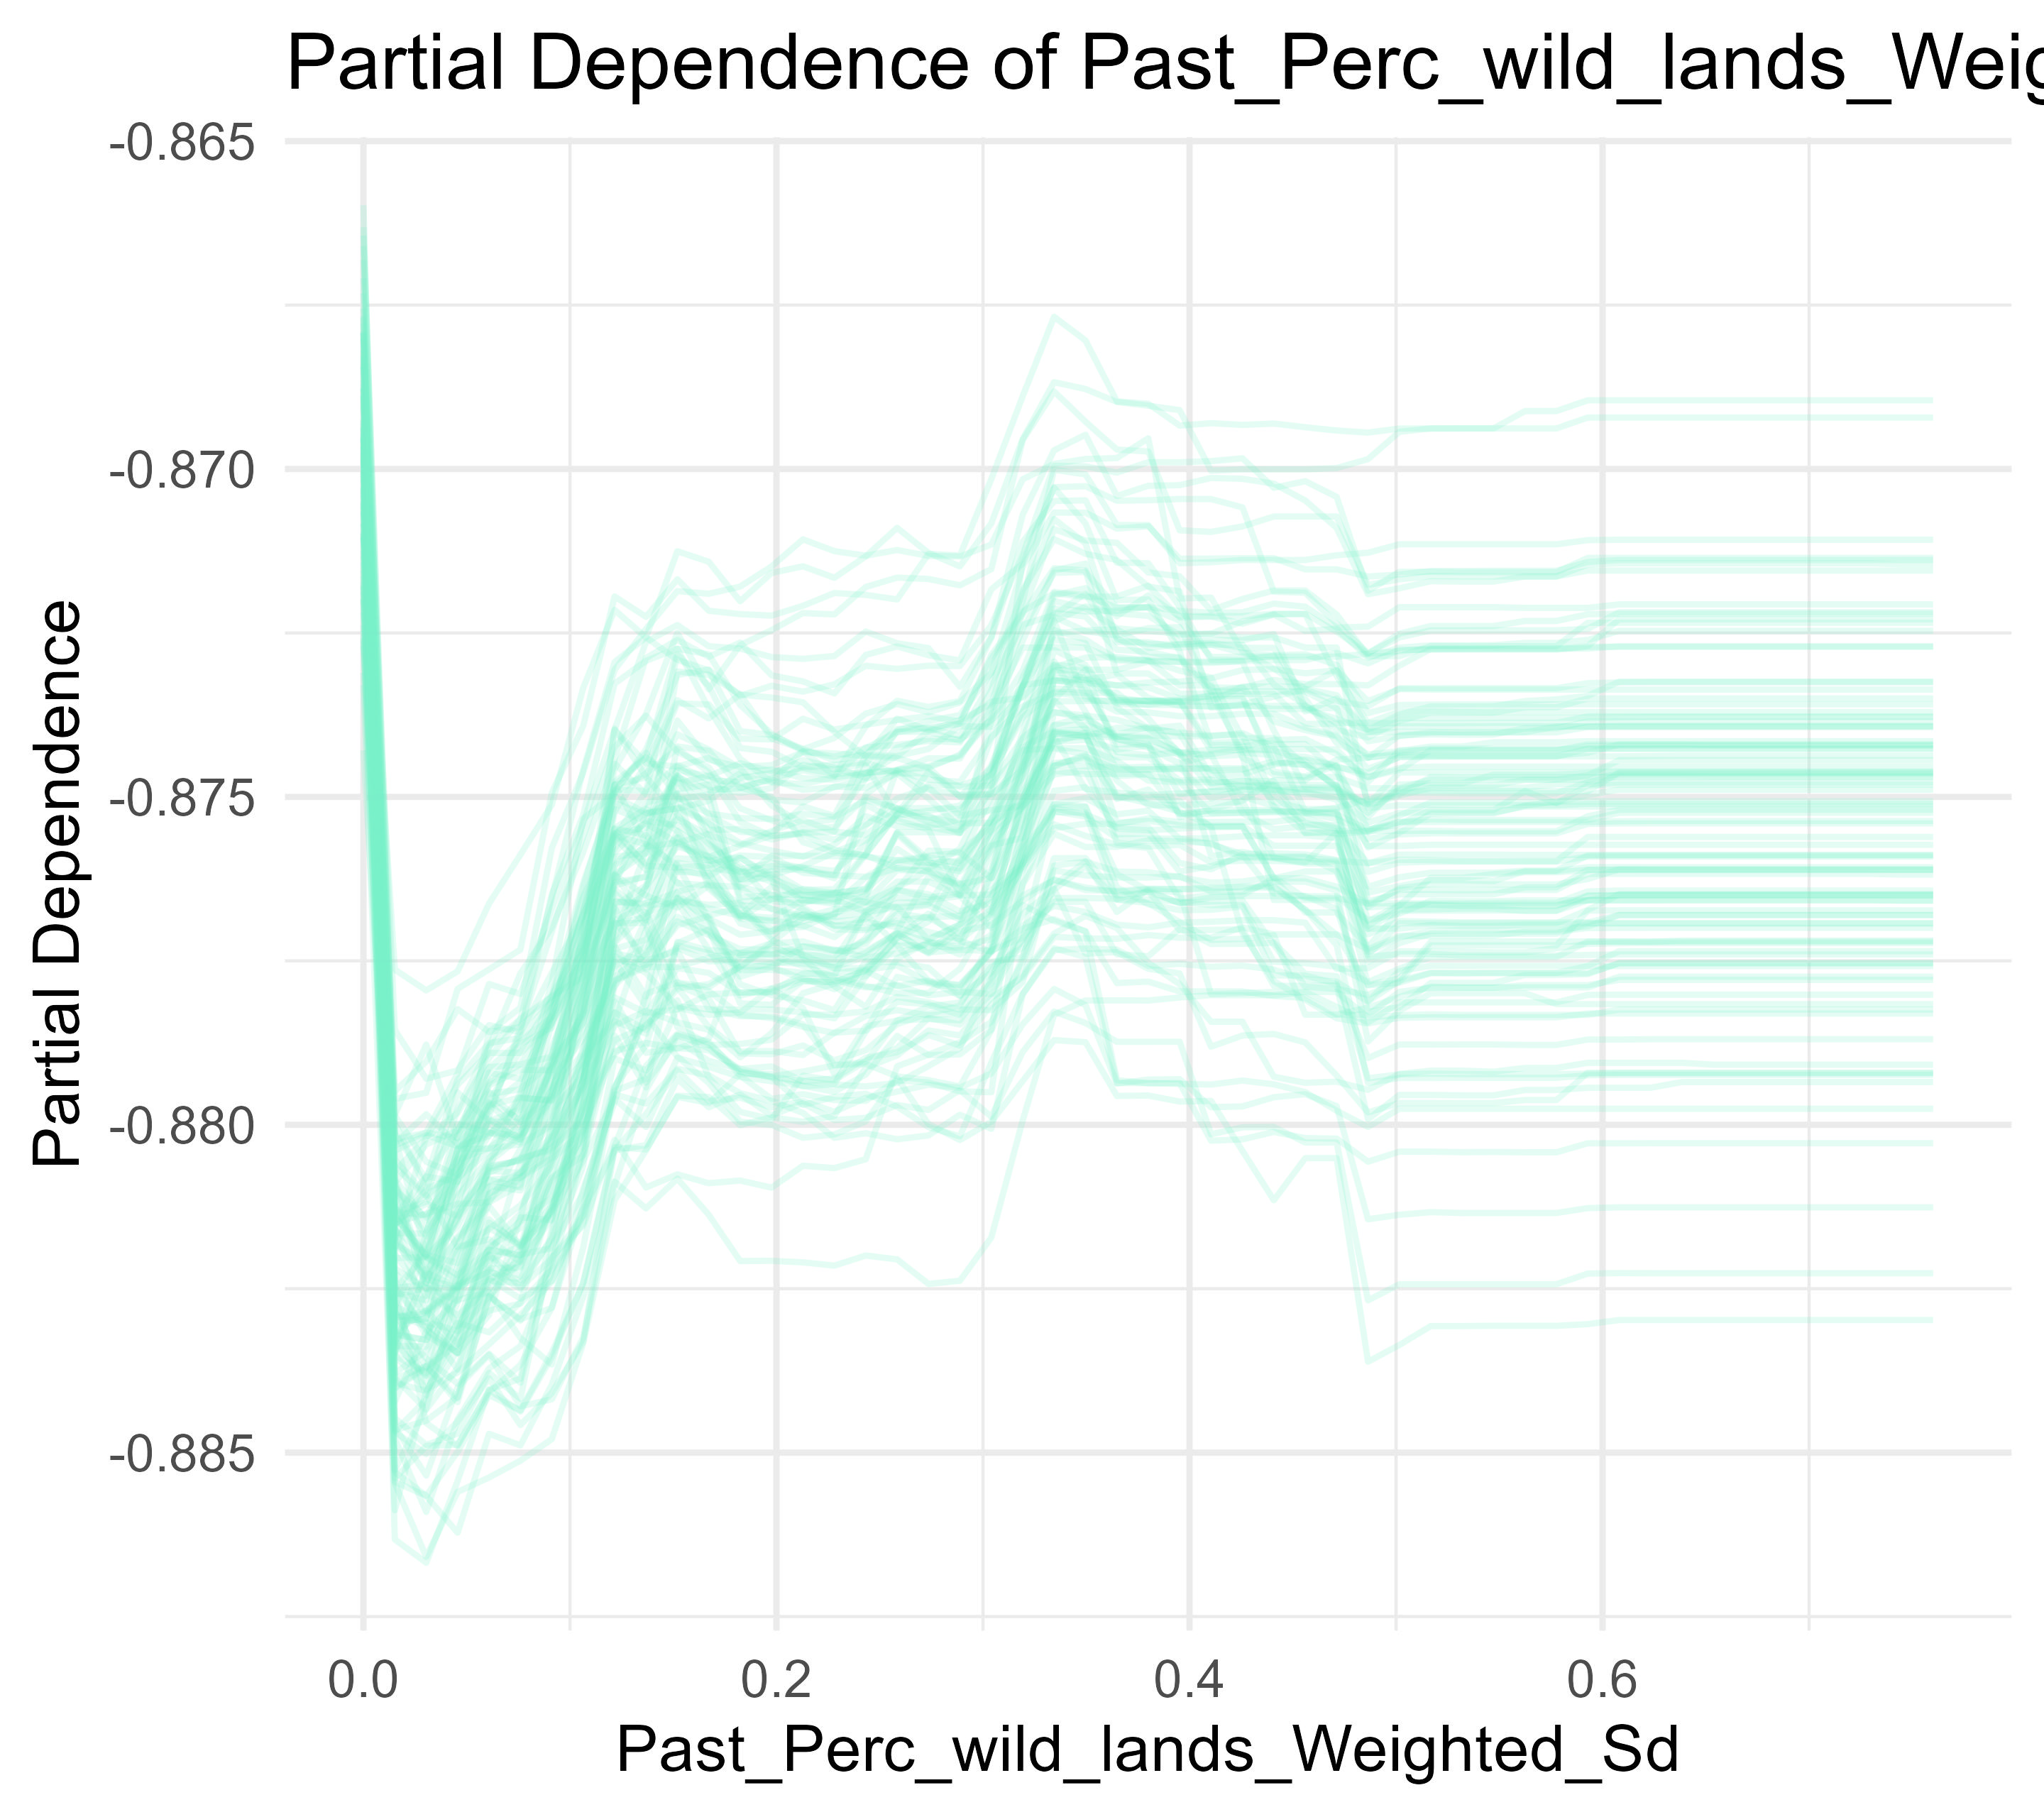 Partial Dependence of Past_Perc_wild_lands_Weig
-0.865
-0.870
-0.875
-0.880
-0.885
Partial Dependence
0.0 0.2 0.4 0.6
Past_Perc_wild_lands_Weighted_Sd